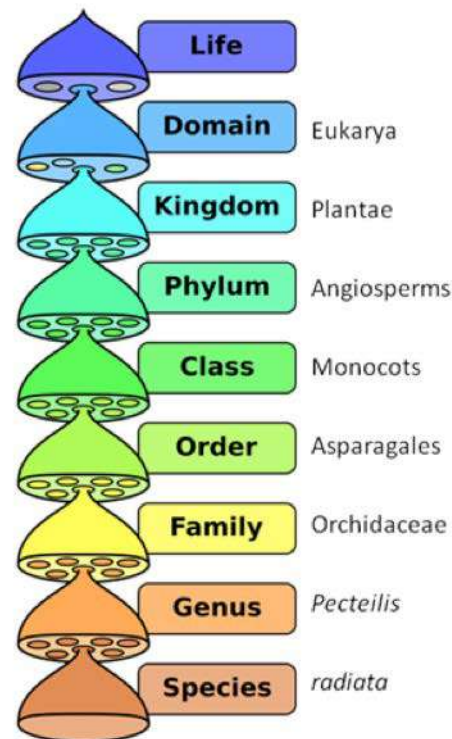 Life
Domain Eukarya
Kingdom Plantae
Phylum Angiosperms
Class Monocots
Order Asparagales
Family Orchidaceae
Genus Pecteilis
Species radiata